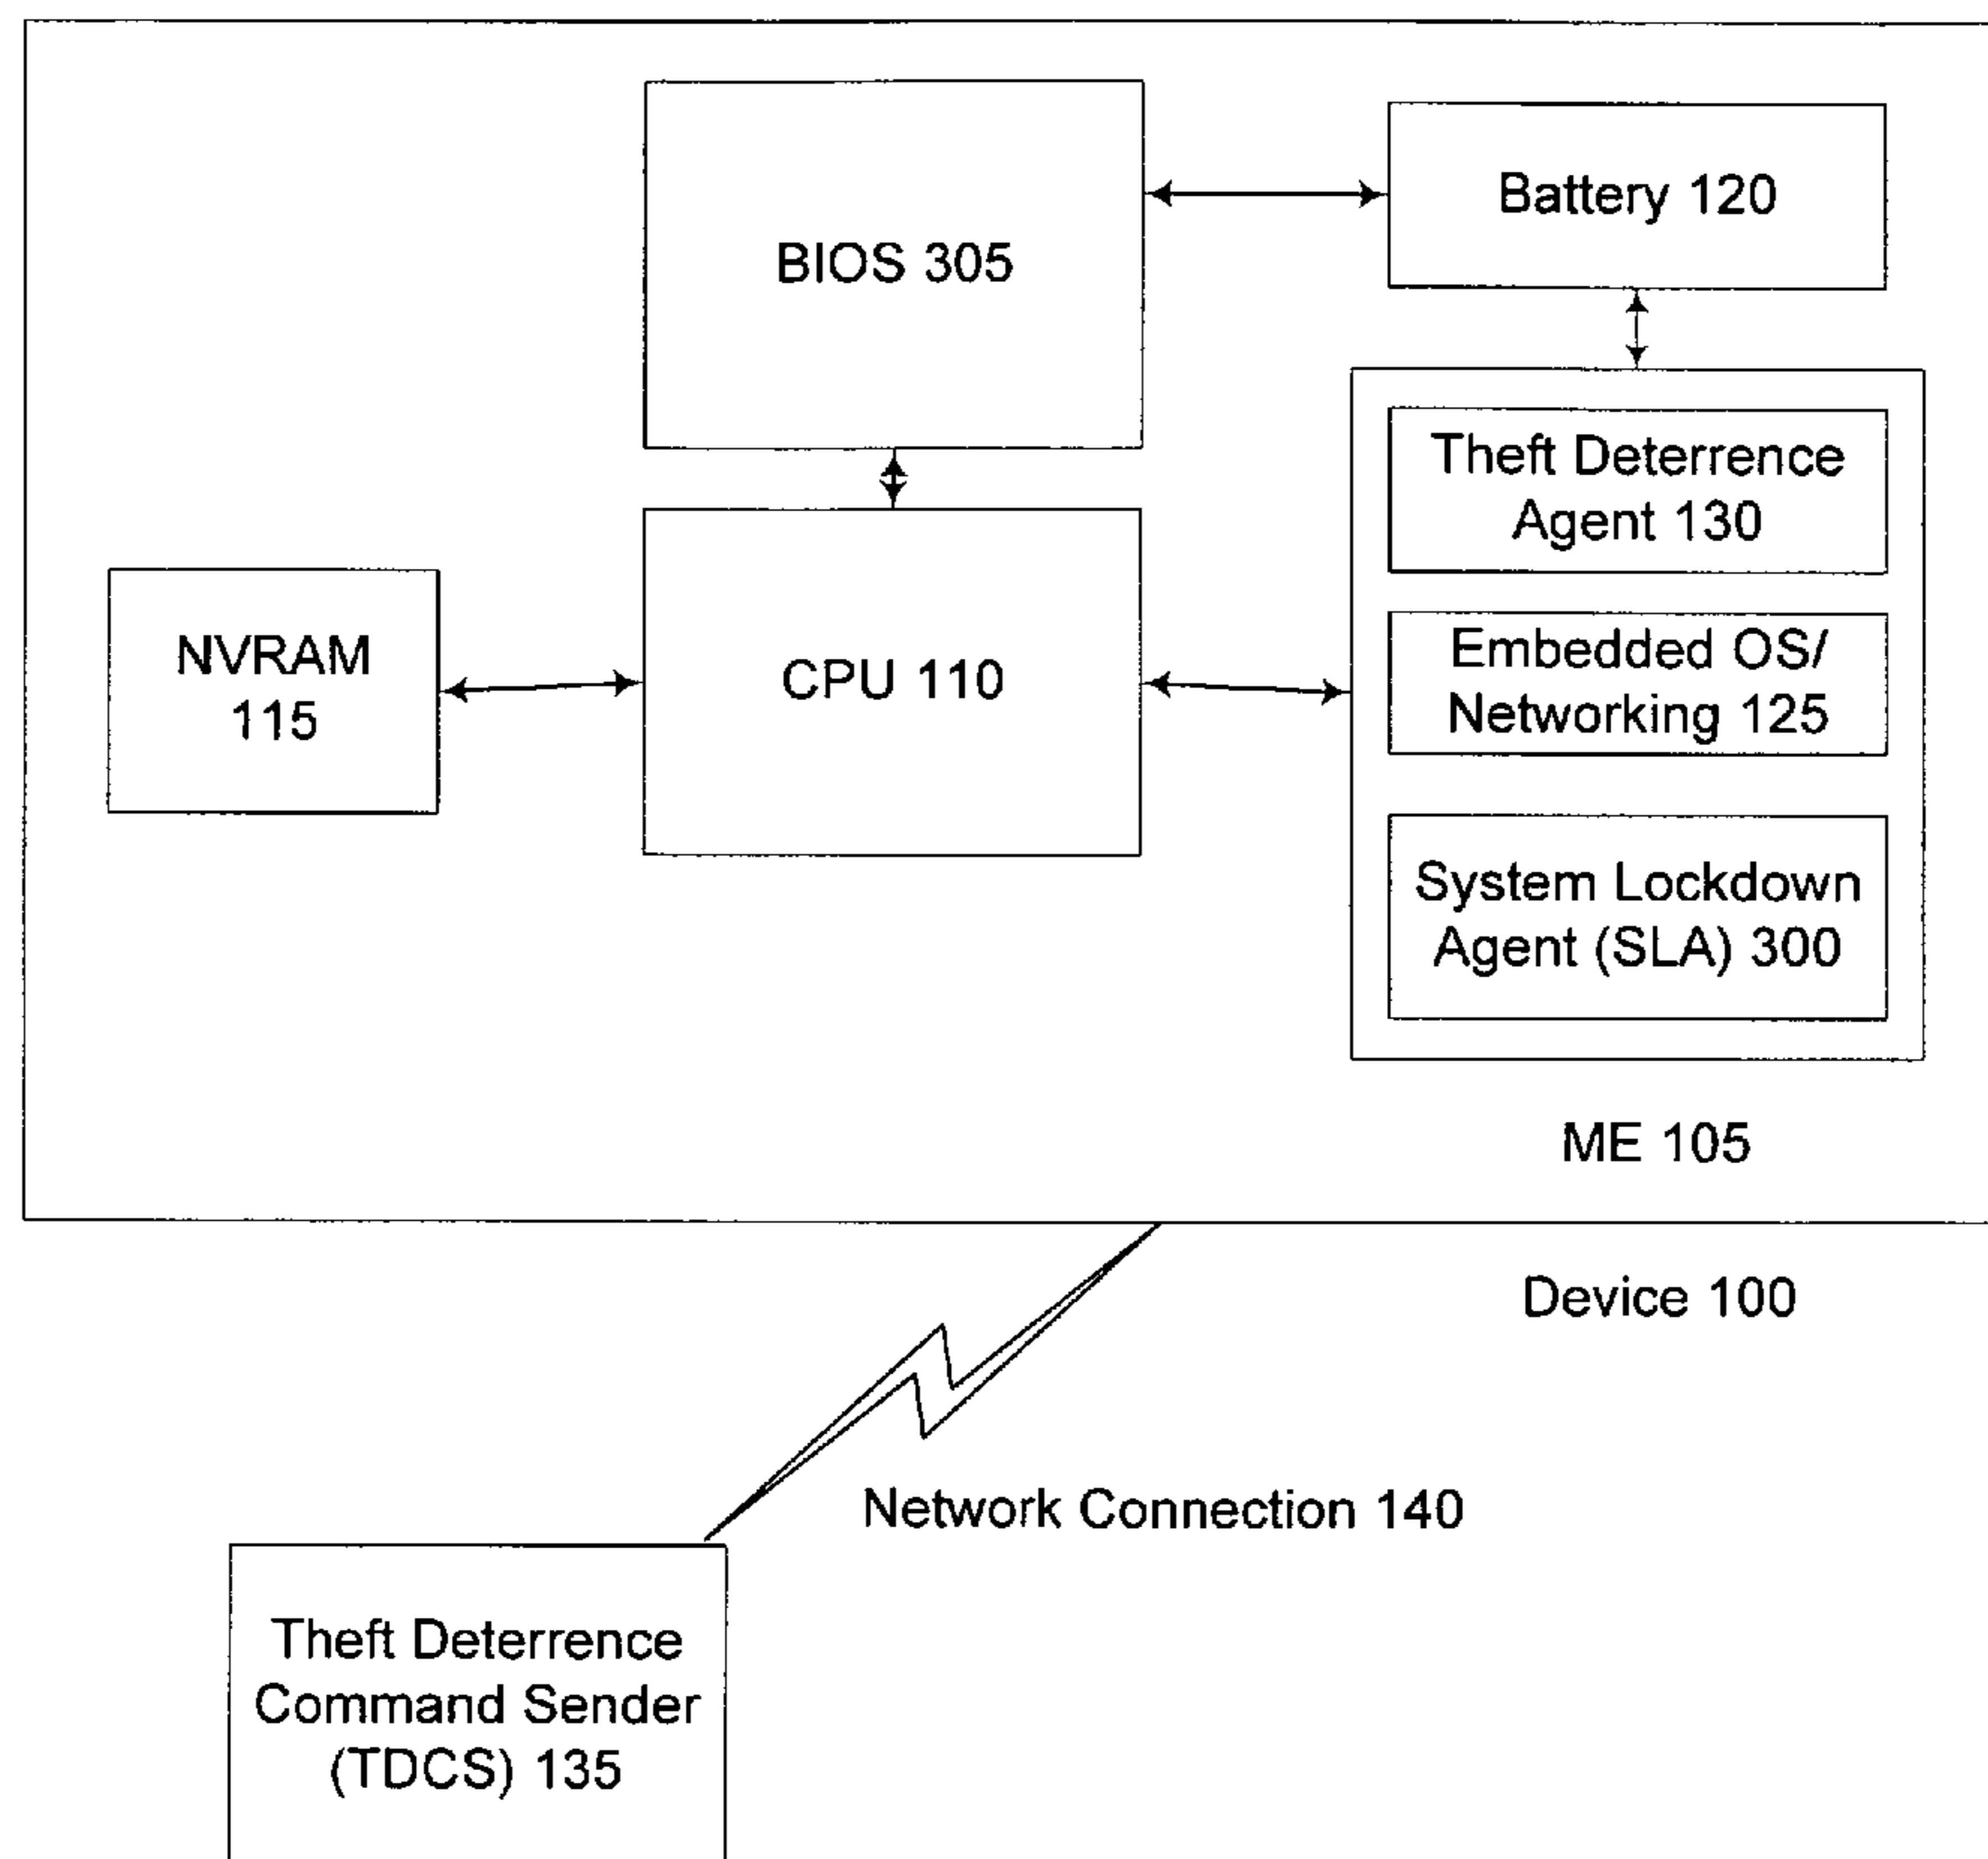 BIOS 305
Battery 120
Theft Deterrence
Agent 130
NVRAM
115
CPU 110
Embedded OS/
Networking 125
System Lockdown
Agent (SLA) 300
ME 105
Device 100
Network Connection 140
Theft Deterrence
Command Sender
(TDCS) 135